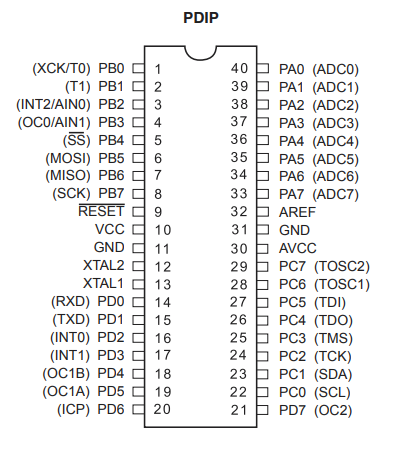 PDIP
(XCK/T0) PB0 1 40 PA0 (ADC0)
(T1) PB1 2 39 PA1 (ADC1)
(INT2/AIN0) PB2 3 38 PA2 (ADC2)
(OC0/AIN1) PB3 4 37 PA3 (ADC3)
(SS) PB4 5 36 PA4 (ADC4)
(MOSI) PB5 6 35 PA5 (ADC5)
(MISO) PB6 7 34 PA6 (ADC6)
(SCK) PB7 8 33 PA7 (ADC7)
RESET 9 32 AREF
VCC 10 31 GND
GND 11 30 AVCC
XTAL2 12 29 PC7 (TOSC2)
XTAL1 13 28 PC6 (TOSC1)
(RXD) PD0 14 27 PC5 (TDI)
(TXD) PD1 15 26 PC4 (TDO)
(INT0) PD2 16 25 PC3 (TMS)
(INT1) PD3 17 24 PC2 (TCK)
(OC1B) PD4 18 23 PC1 (SDA)
(OC1A) PD5 19 22 PC0 (SCL)
(ICP) PD6 20 21 PD7 (OC2)